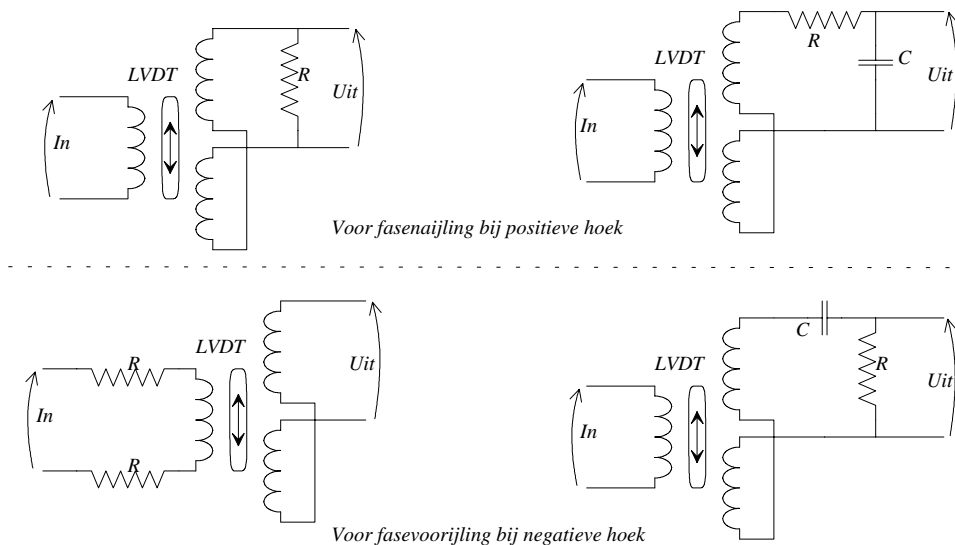 LVDT
In
R
Uit
LVDT
In
R
C
Uit
Voor fasenaijling bij positieve hoek
LVDT
In
R
R
Uit
LVDT
In
C
R
Uit
Voor fasevoorijling bij negatieve hoek